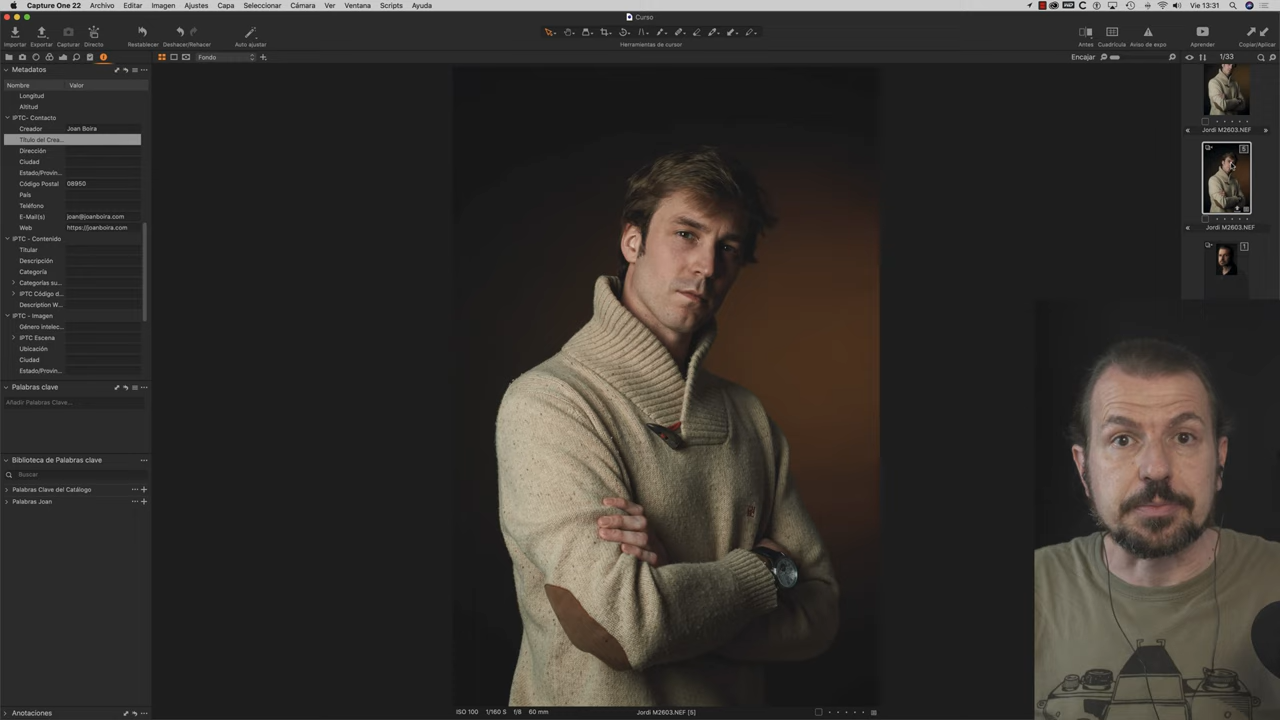 Capture One 22 Archivo Editar Imagen Ajustes Capa Seleccionar Cámara Ver Ventana Scripts Ayuda Vie 13:31
Curso
Importar Exportar Capturar Directo Restablecer Deshacer/Rehacer Auto ajustar Herramientas de cursor Antes Cuadrícula Aviso de expo Aprender Copiar/Aplicar
Fondo Encajar 1/33
Metadatos
Nombre Valor
Longitud
Altitud
IPTC- Contacto
Creador Joan Boira
Título del Crea...
Dirección
Ciudad
Estado/Provin...
Código Postal 08950
País
Teléfono
E-Mail(s) joan@joanboira.com
Web https://joanboira.com
IPTC - Contenido
Titular
Descripción
Categoría
Categorías su...
IPTC Código d...
Description W...
IPTC - Imagen
Género intelec...
IPTC Escena
Ubicación
Ciudad
Estado/Provin...
Palabras clave
Añadir Palabras Clave...
Biblioteca de Palabras clave
Buscar
Palabras Clave del Catálogo
Palabras Joan
Anotaciones
ISO 100 1/160 S f/8 60 mm Jordi M2603.NEF [5]
Jordi M2603.NEF
5
Jordi M2603.NEF
1